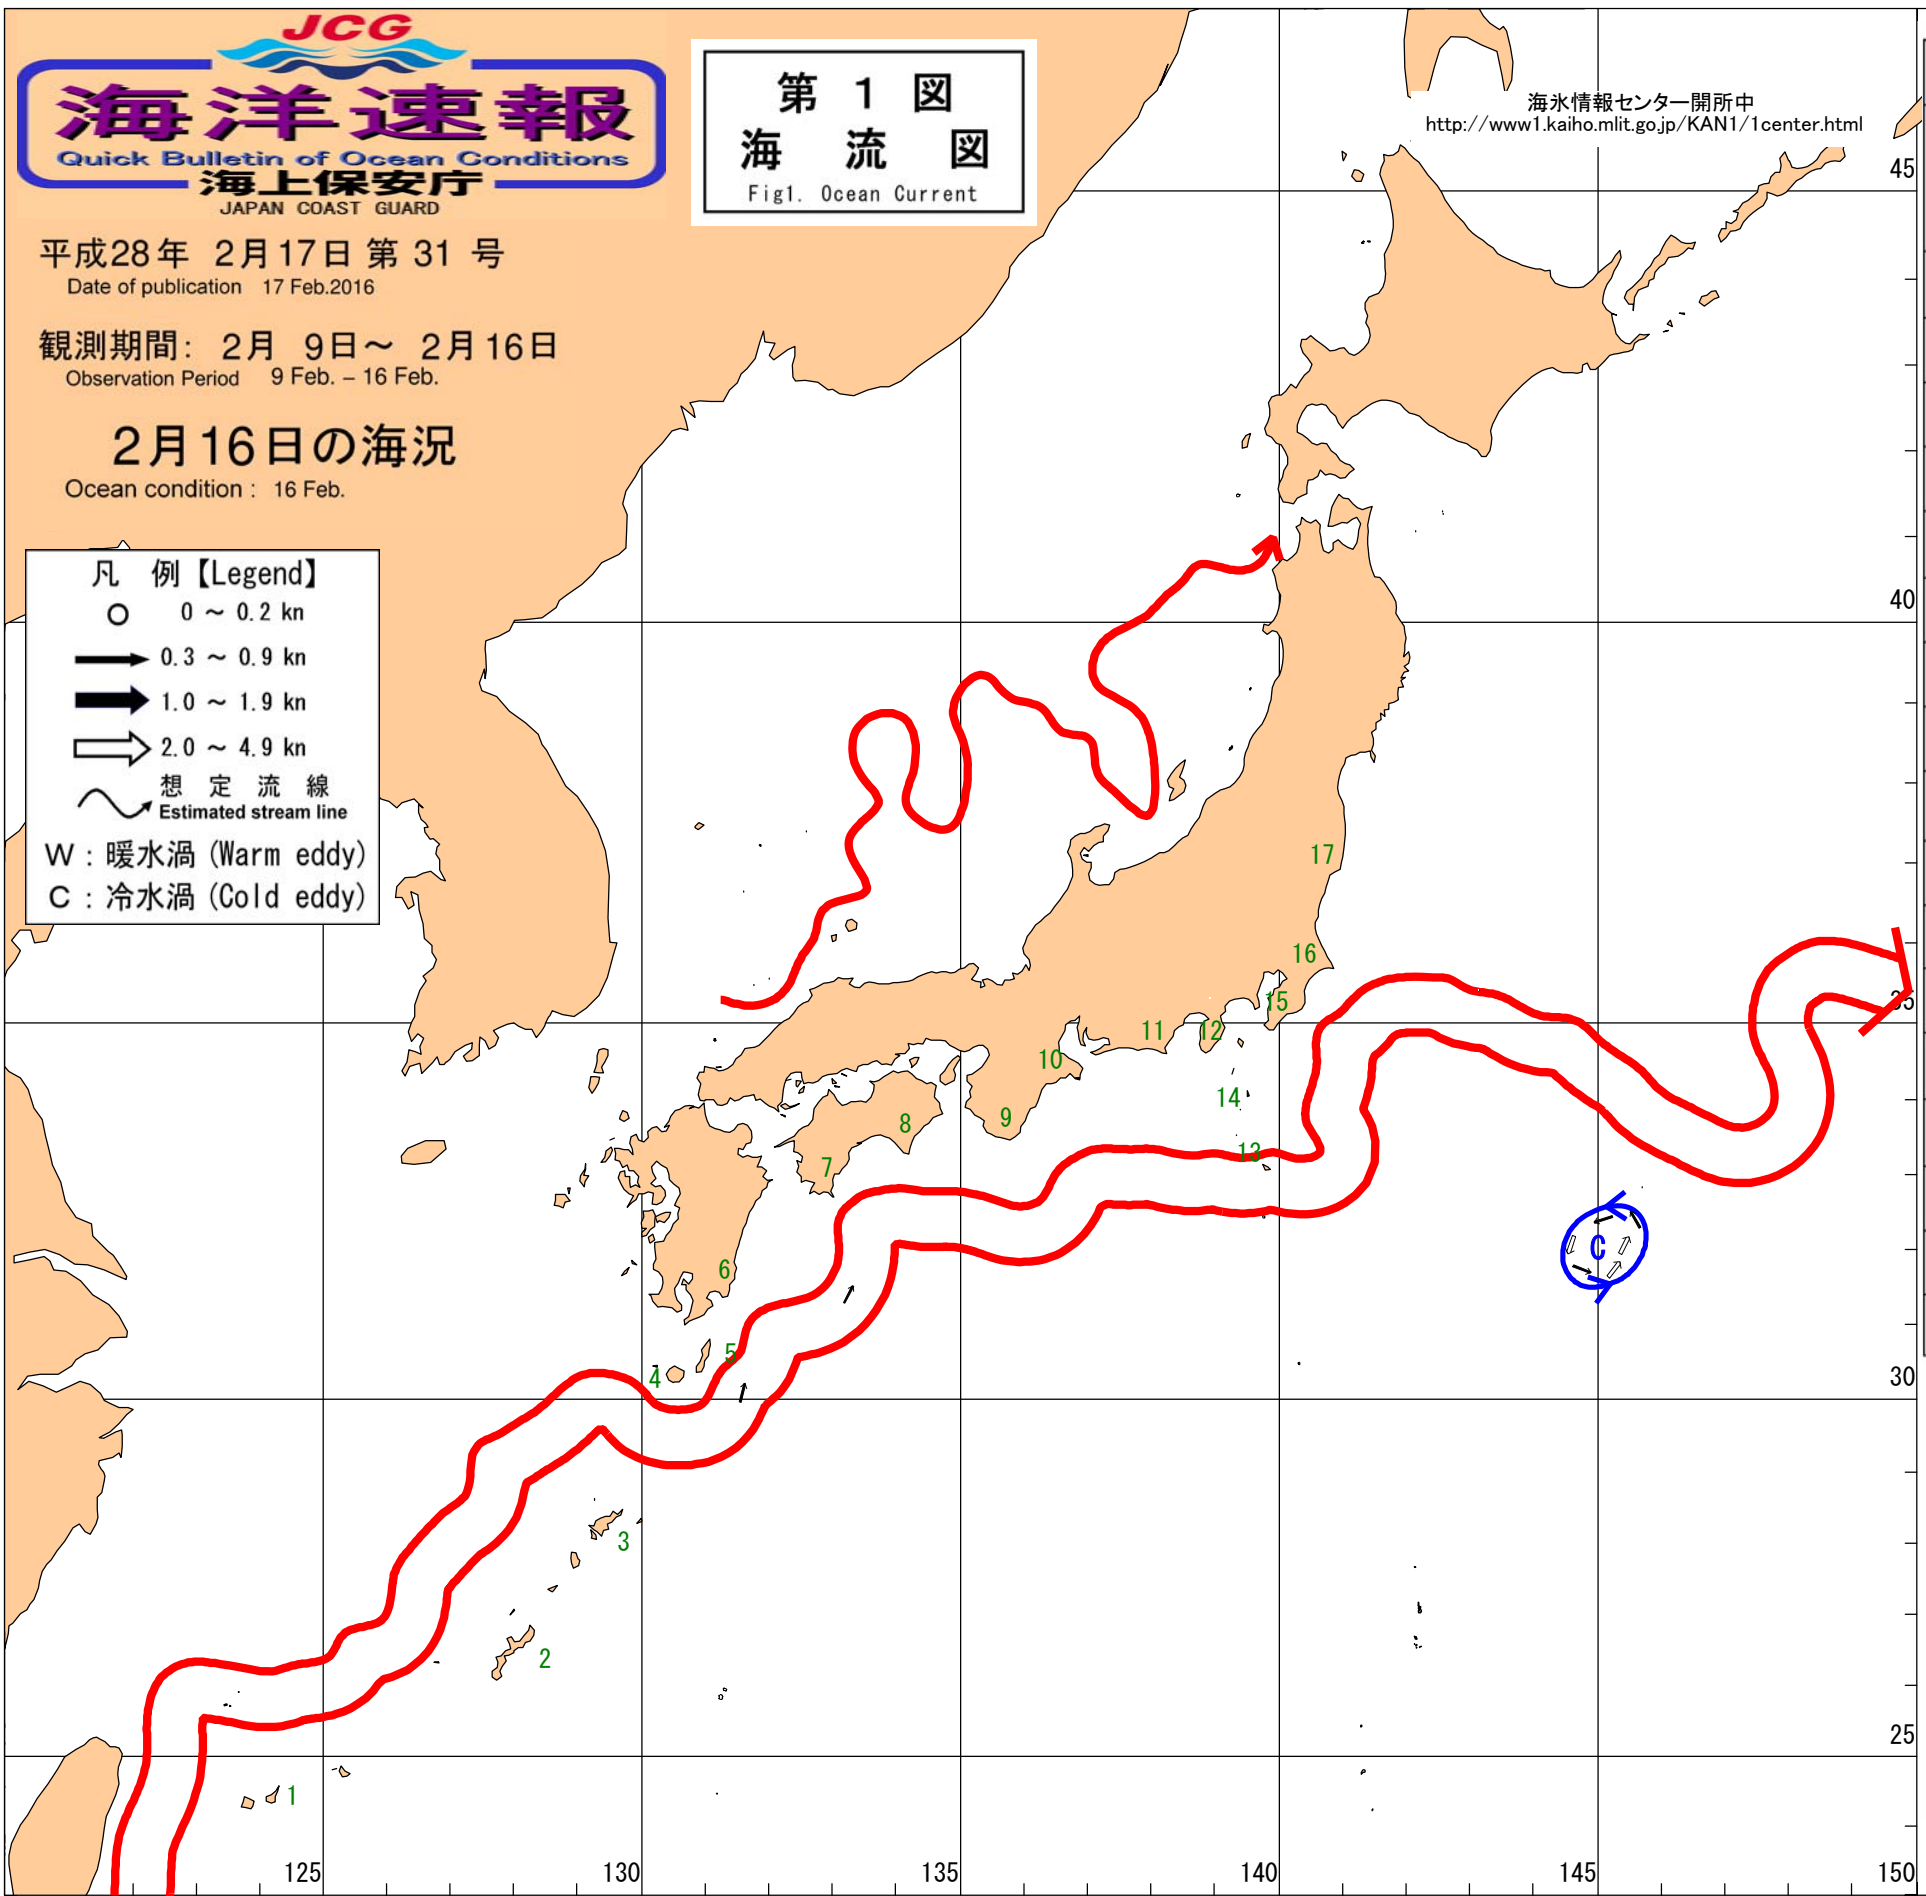 JCG
海洋速報
Quick Bulletin of Ocean Conditions
海上保安庁
JAPAN COAST GUARD
第 1 図
海 流 図
Fig1. Ocean Current
海氷情報センター開所中
http://www1.kaiho.mlit.go.jp/KAN1/1center.html
平成28年 2月17日 第 31 号
Date of publication 17 Feb.2016
観測期間: 2月 9日～ 2月16日
Observation Period 9 Feb. – 16 Feb.
2月16日の海況
Ocean condition : 16 Feb.
凡 例【Legend】
0 ～ 0.2 kn
0.3 ～ 0.9 kn
1.0 ～ 1.9 kn
2.0 ～ 4.9 kn
想 定 流 線
Estimated stream line
W : 暖水渦 (Warm eddy)
C : 冷水渦 (Cold eddy)
45
40
35
30
25
17
16
15
12
11
10
14
13
9
8
7
6
5
4
3
2
1
C
125
130
135
140
145
150